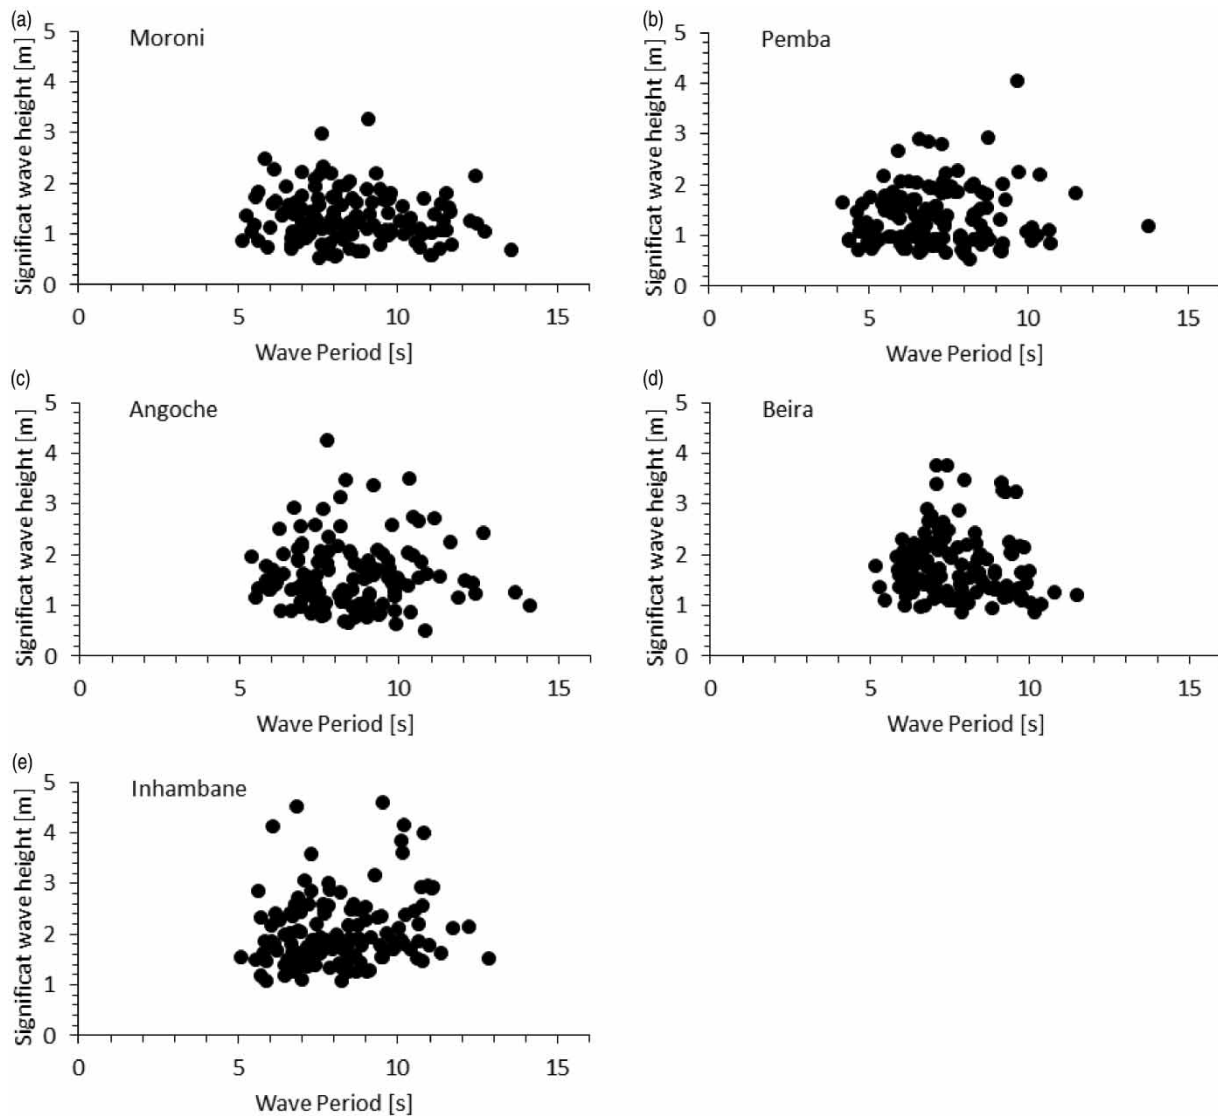 (a)
Moroni
Significat wave height [m]
5
4
3
2
1
0
0 5 10 15
Wave Period [s]
(b)
Pemba
Significat wave height [m]
5
4
3
2
1
0
0 5 10 15
Wave Period [s]
(c)
Angoche
Significat wave height [m]
5
4
3
2
1
0
0 5 10 15
Wave Period [s]
(d)
Beira
Significat wave height [m]
5
4
3
2
1
0
0 5 10 15
Wave Period [s]
(e)
Inhambane
Significat wave height [m]
5
4
3
2
1
0
0 5 10 15
Wave Period [s]